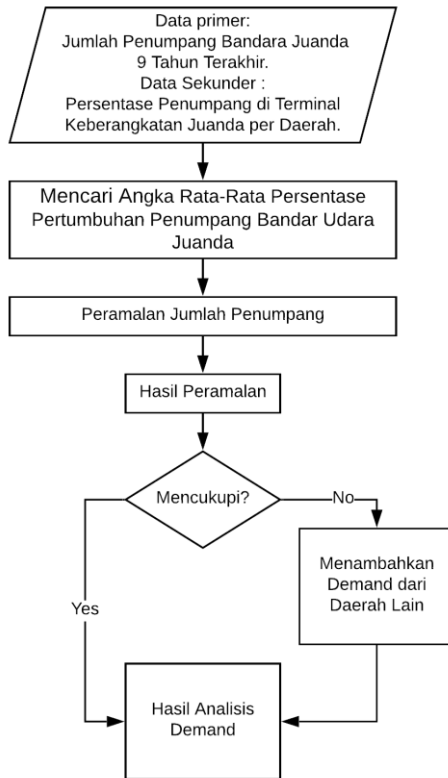 Data primer:
Jumlah Penumpang Bandara Juanda
9 Tahun Terakhir.
Data Sekunder :
Persentase Penumpang di Terminal
Keberangkatan Juanda per Daerah.
Mencari Angka Rata-Rata Persentase
Pertumbuhan Penumpang Bandar Udara
Juanda
Peramalan Jumlah Penumpang
Hasil Peramalan
Mencukupi?
No
Menambahkan
Demand dari
Daerah Lain
Yes
Hasil Analisis
Demand